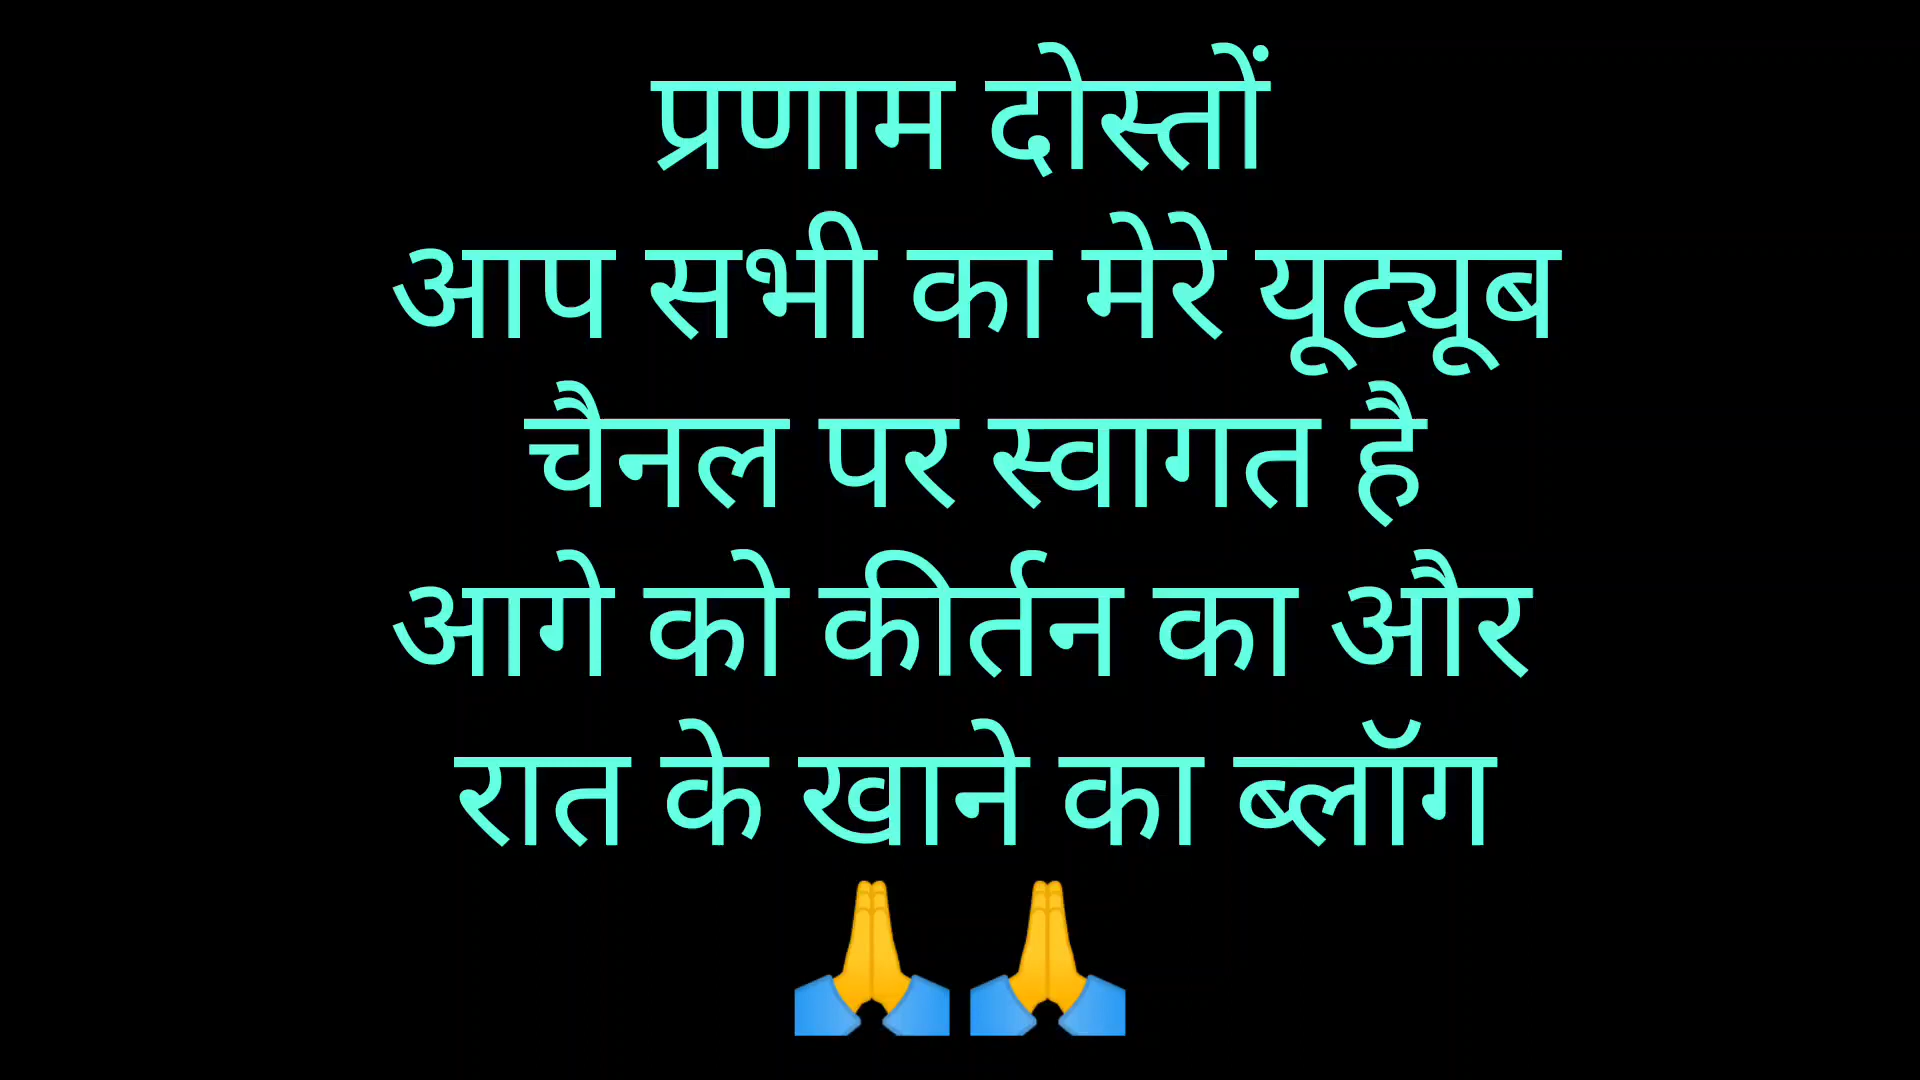 प्रणाम दोस्तों
आप सभी का मेरे यूट्यूब
चैनल पर स्वागत है
आगे को कीर्तन का और
रात के खाने का ब्लॉग
🙏 🙏